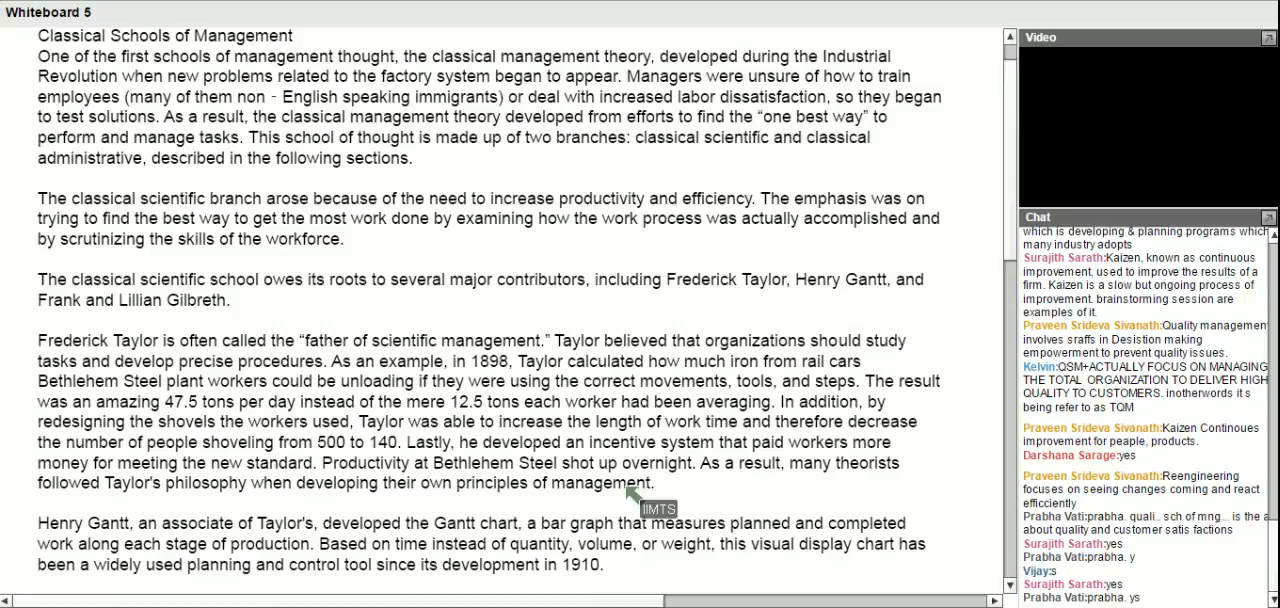 Whiteboard 5
Classical Schools of Management
One of the first schools of management thought, the classical management theory, developed during the Industrial
Revolution when new problems related to the factory system began to appear. Managers were unsure of how to train
employees (many of them non - English speaking immigrants) or deal with increased labor dissatisfaction, so they began
to test solutions. As a result, the classical management theory developed from efforts to find the “one best way” to
perform and manage tasks. This school of thought is made up of two branches: classical scientific and classical
administrative, described in the following sections.
The classical scientific branch arose because of the need to increase productivity and efficiency. The emphasis was on
trying to find the best way to get the most work done by examining how the work process was actually accomplished and
by scrutinizing the skills of the workforce.
The classical scientific school owes its roots to several major contributors, including Frederick Taylor, Henry Gantt, and
Frank and Lillian Gilbreth.
Frederick Taylor is often called the “father of scientific management.” Taylor believed that organizations should study
tasks and develop precise procedures. As an example, in 1898, Taylor calculated how much iron from rail cars
Bethlehem Steel plant workers could be unloading if they were using the correct movements, tools, and steps. The result
was an amazing 47.5 tons per day instead of the mere 12.5 tons each worker had been averaging. In addition, by
redesigning the shovels the workers used, Taylor was able to increase the length of work time and therefore decrease
the number of people shoveling from 500 to 140. Lastly, he developed an incentive system that paid workers more
money for meeting the new standard. Productivity at Bethlehem Steel shot up overnight. As a result, many theorists
followed Taylor's philosophy when developing their own principles of management.
IIMTS
Henry Gantt, an associate of Taylor's, developed the Gantt chart, a bar graph that measures planned and completed
work along each stage of production. Based on time instead of quantity, volume, or weight, this visual display chart has
been a widely used planning and control tool since its development in 1910.
Video
Chat
which is developing & planning programs which
many industry adopts
Surajith Sarath:Kaizen, known as continuous
improvement, used to improve the results of a
firm. Kaizen is a slow but ongoing process of
improvement. brainstorming session are
examples of it.
Praveen Srideva Sivanath:Quality management
involves sraffs in Desistion making
empowerment to prevent quality issues.
Kelvin:QSM+ACTUALLY FOCUS ON MANAGING
THE TOTAL ORGANIZATION TO DELIVER HIGH
QUALITY TO CUSTOMERS. inotherwords it s
being refer to as TQM
Praveen Srideva Sivanath:Kaizen Continoues
improvement for peaple, products.
Darshana Sarage:yes
Praveen Srideva Sivanath:Reengineering
focuses on seeing changes coming and react
efficciently
Prabha Vati:prabha. quali.. sch of mng... is the a
about quality and customer satis factions
Surajith Sarath:yes
Prabha Vati:prabha. y
Vijay:s
Surajith Sarath:yes
Prabha Vati:prabha. ys